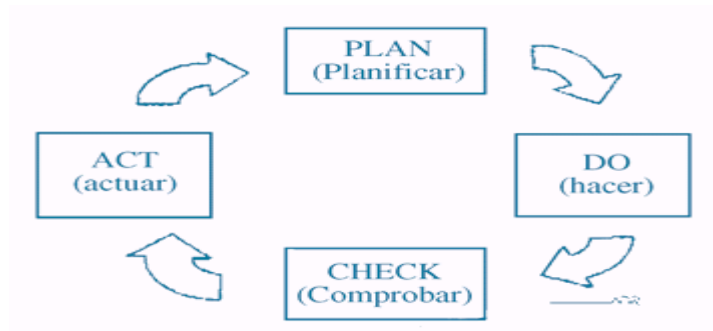 PLAN
(Planificar)
ACT
(actuar)
DO
(hacer)
CHECK
(Comprobar)